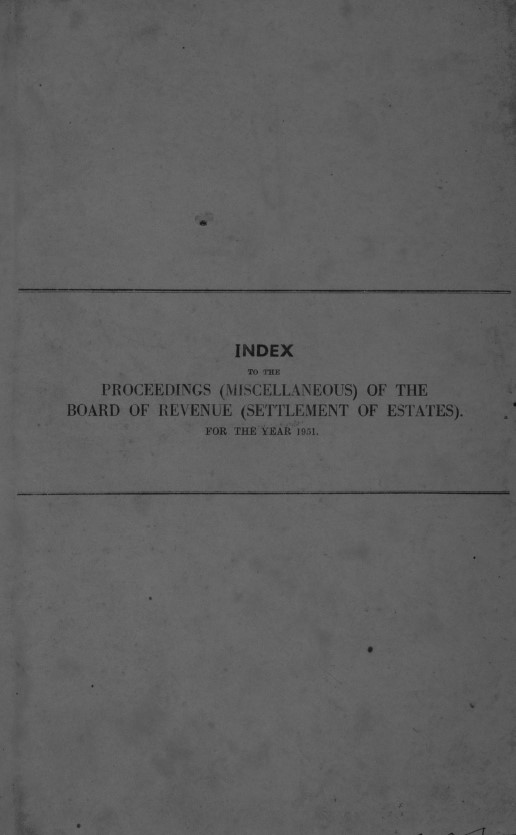 INDEX
TO THE
PROCEEDINGS (MISCELLANEOUS) OF THE
BOARD OF REVENUE (SETTLEMENT OF ESTATES).
FOR THE YEAR 1951.